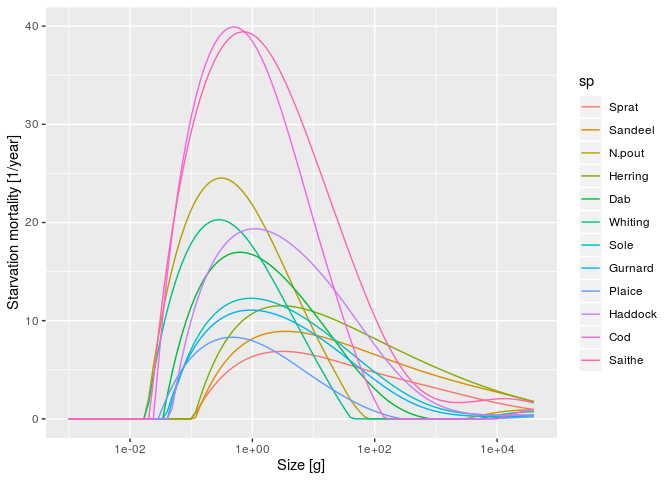 Starvation mortality [1/year]
40
30
20
10
0
1e-02
1e+00
1e+02
1e+04
Size [g]
sp
Sprat
Sandeel
N.pout
Herring
Dab
Whiting
Sole
Gurnard
Plaice
Haddock
Cod
Saithe